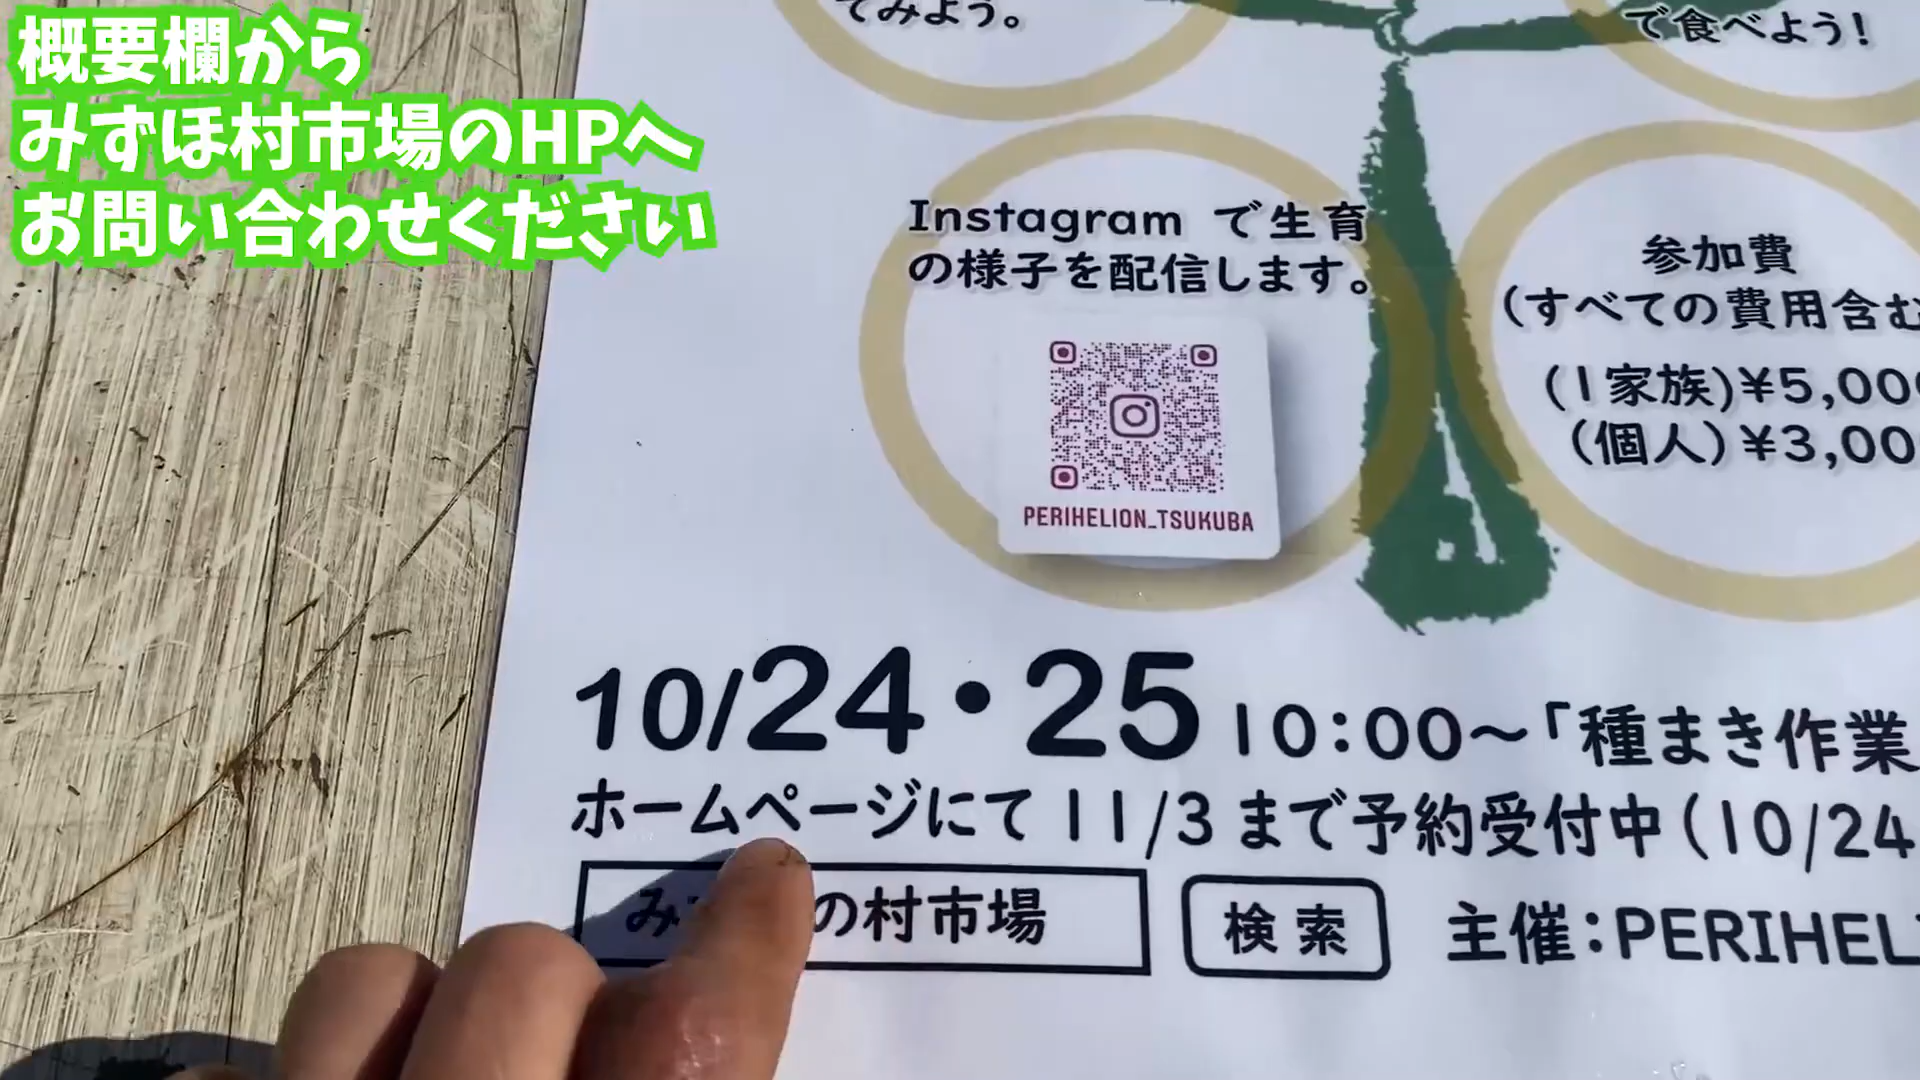 概要欄から
みずほ村市場のHPへ
お問い合わせください
てみよう。
で食べよう!
Instagram で生育
の様子を配信します。
PERIHELION_TSUKUBA
参加費
(すべての費用含む
(1家族)¥5,000
(個人)¥3,00
10/24・25 10:00～「種まき作業
ホームページにて 11/3 まで予約受付中(10/24
み の村市場
検索
主催:PERIHEL